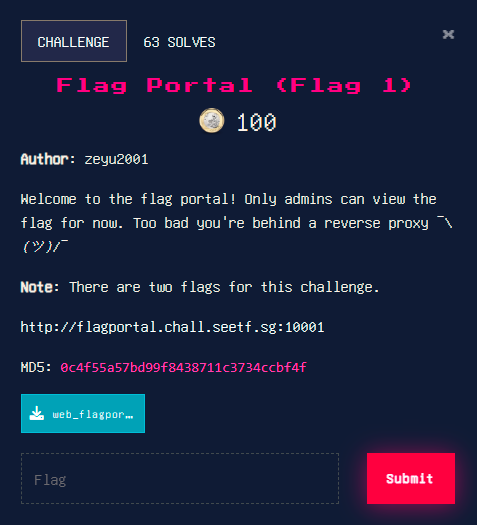 CHALLENGE
63 SOLVES
×
Flag Portal (Flag 1)
100
Author: zeyu2001
Welcome to the flag portal! Only admins can view the
flag for now. Too bad you're behind a reverse proxy ¯\
(ツ)/¯
Note: There are two flags for this challenge.
http://flagportal.chall.seetf.sg:10001
MD5: 0c4f55a57bd99f8438711c3734ccbf4f
web_flagpor…
Flag
Submit